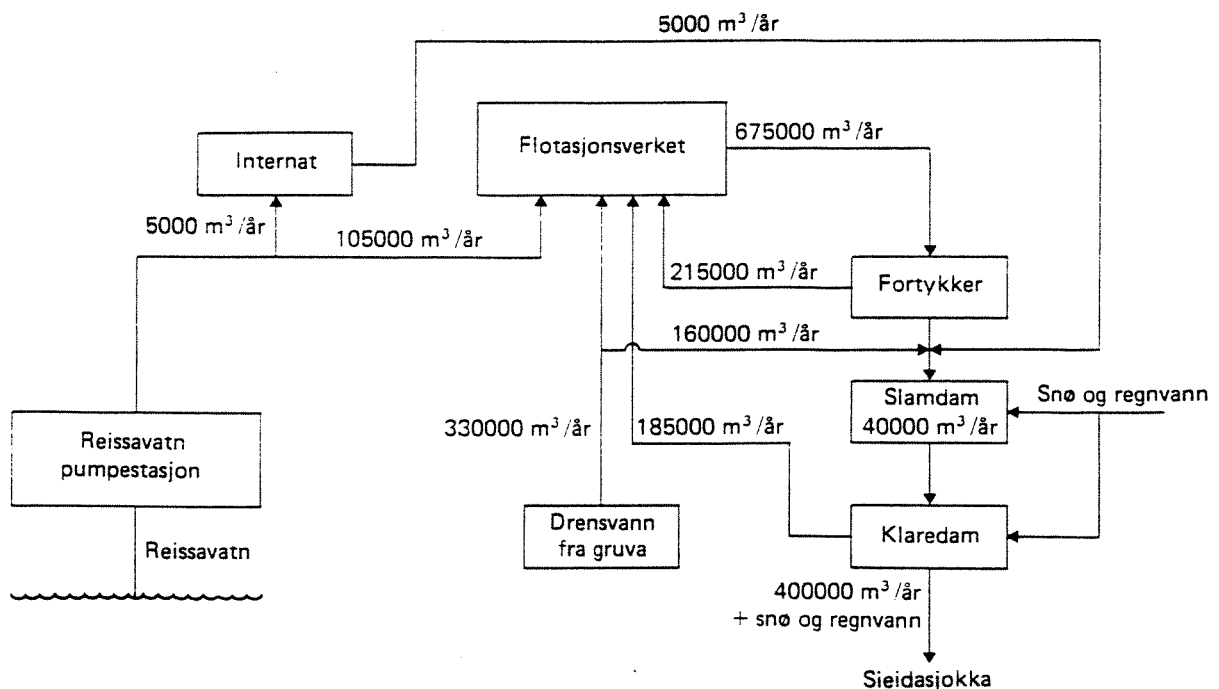 5000 m³/år
Internat
Flotasjonsverket
675000 m³/år
5000 m³/år
105000 m³/år
215000 m³/år
Fortykker
160000 m³/år
Slamdam
40000 m³/år
Snø og regnvann
330000 m³/år
185000 m³/år
Reissavatn
pumpestasjon
Drensvann
fra gruva
Klaredam
Reissavatn
400000 m³/år
+ snø og regnvann
Sieidasjokka